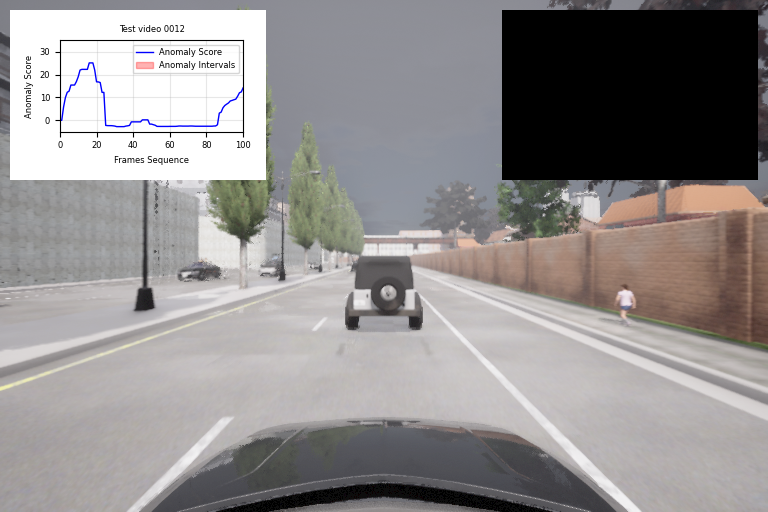 Test video 0012
Anomaly Score
Anomaly Intervals
Anomaly Score
30
20
10
0
0 20 40 60 80 100
Frames Sequence